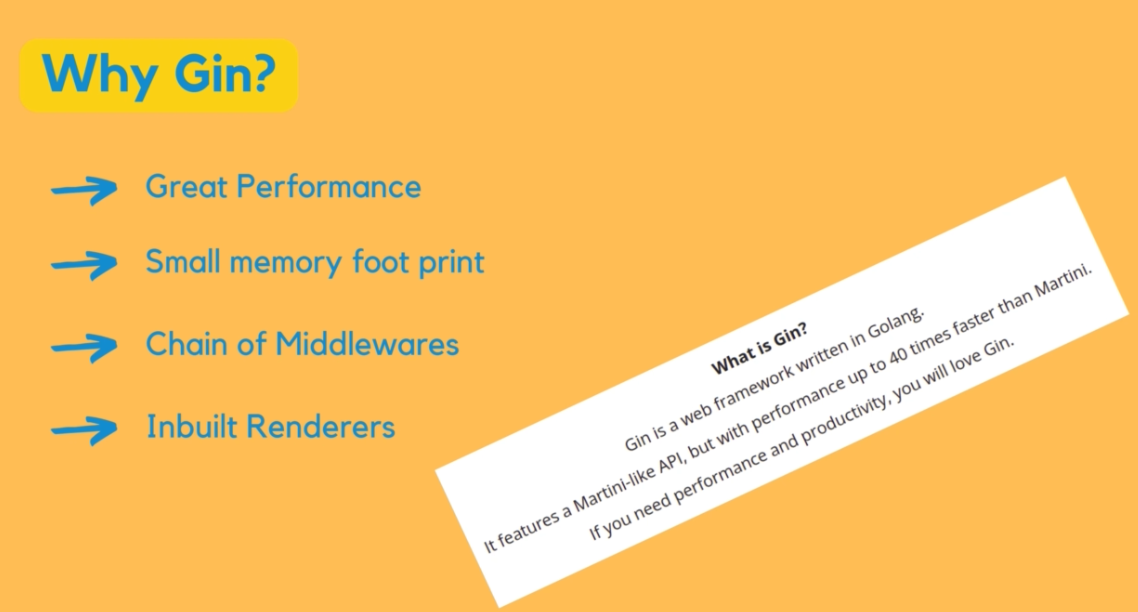 Why Gin?
Great Performance
Small memory foot print
Chain of Middlewares
Inbuilt Renderers
What is Gin?
Gin is a web framework written in Golang.
It features a Martini-like API, but with performance up to 40 times faster than Martini.
If you need performance and productivity, you will love Gin.